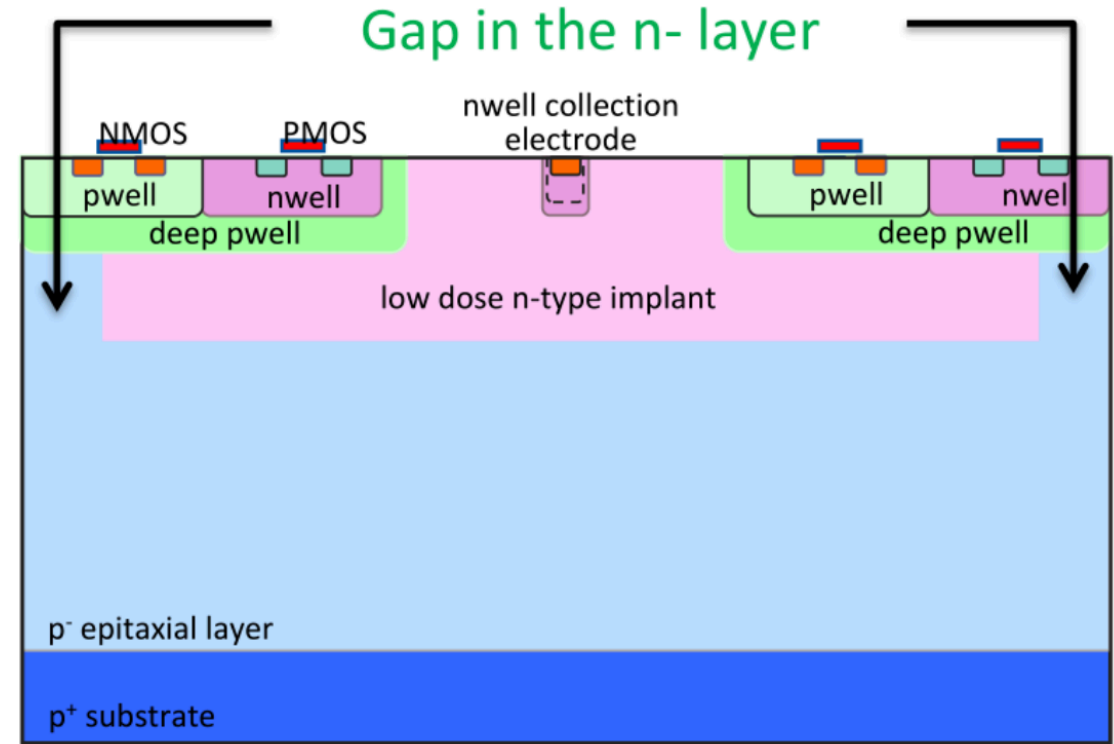 Gap in the n- layer
nwell collection
electrode
NMOS
PMOS
pwell
nwell
deep pwell
pwell
nwel
deep pwell
low dose n-type implant
p⁻ epitaxial layer
p⁺ substrate